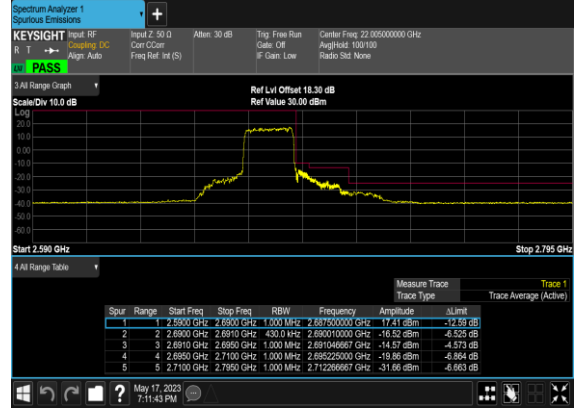 Spectrum Analyzer 1
Spurious Emissions
+
KEYSIGHT Input: RF Input Z: 50 Ω Atten: 30 dB Trig: Free Run Center Freq: 22.005000000 GHz
R T Coupling: DC Corr CCorr Gate: Off Avg|Hold: 100/100
Align: Auto Freq Ref: Int (S) IF Gain: Low Radio Std: None
PASS
3 All Range Graph
Ref Lvl Offset 18.30 dB
Scale/Div 10.0 dB Ref Value 30.00 dBm
Log
20.0
10.0
0.00
-10.0
-20.0
-30.0
-40.0
-50.0
-60.0
Start 2.590 GHz Stop 2.795 GHz
4 All Range Table
Measure Trace Trace 1
Trace Type Trace Average (Active)
Spur Range Start Freq Stop Freq RBW Frequency Amplitude ΔLimit
1 1 2.5900 GHz 2.6900 GHz 1.000 MHz 2.687500000 GHz 17.41 dBm -12.59 dB
2 2 2.6900 GHz 2.6910 GHz 430.0 kHz 2.690010000 GHz -16.52 dBm -6.525 dB
3 3 2.6910 GHz 2.6950 GHz 1.000 MHz 2.691046667 GHz -14.57 dBm -4.573 dB
4 4 2.6950 GHz 2.7100 GHz 1.000 MHz 2.695225000 GHz -19.86 dBm -6.864 dB
5 5 2.7100 GHz 2.7950 GHz 1.000 MHz 2.712266667 GHz -31.66 dBm -6.663 dB
? May 17, 2023
7:11:43 PM